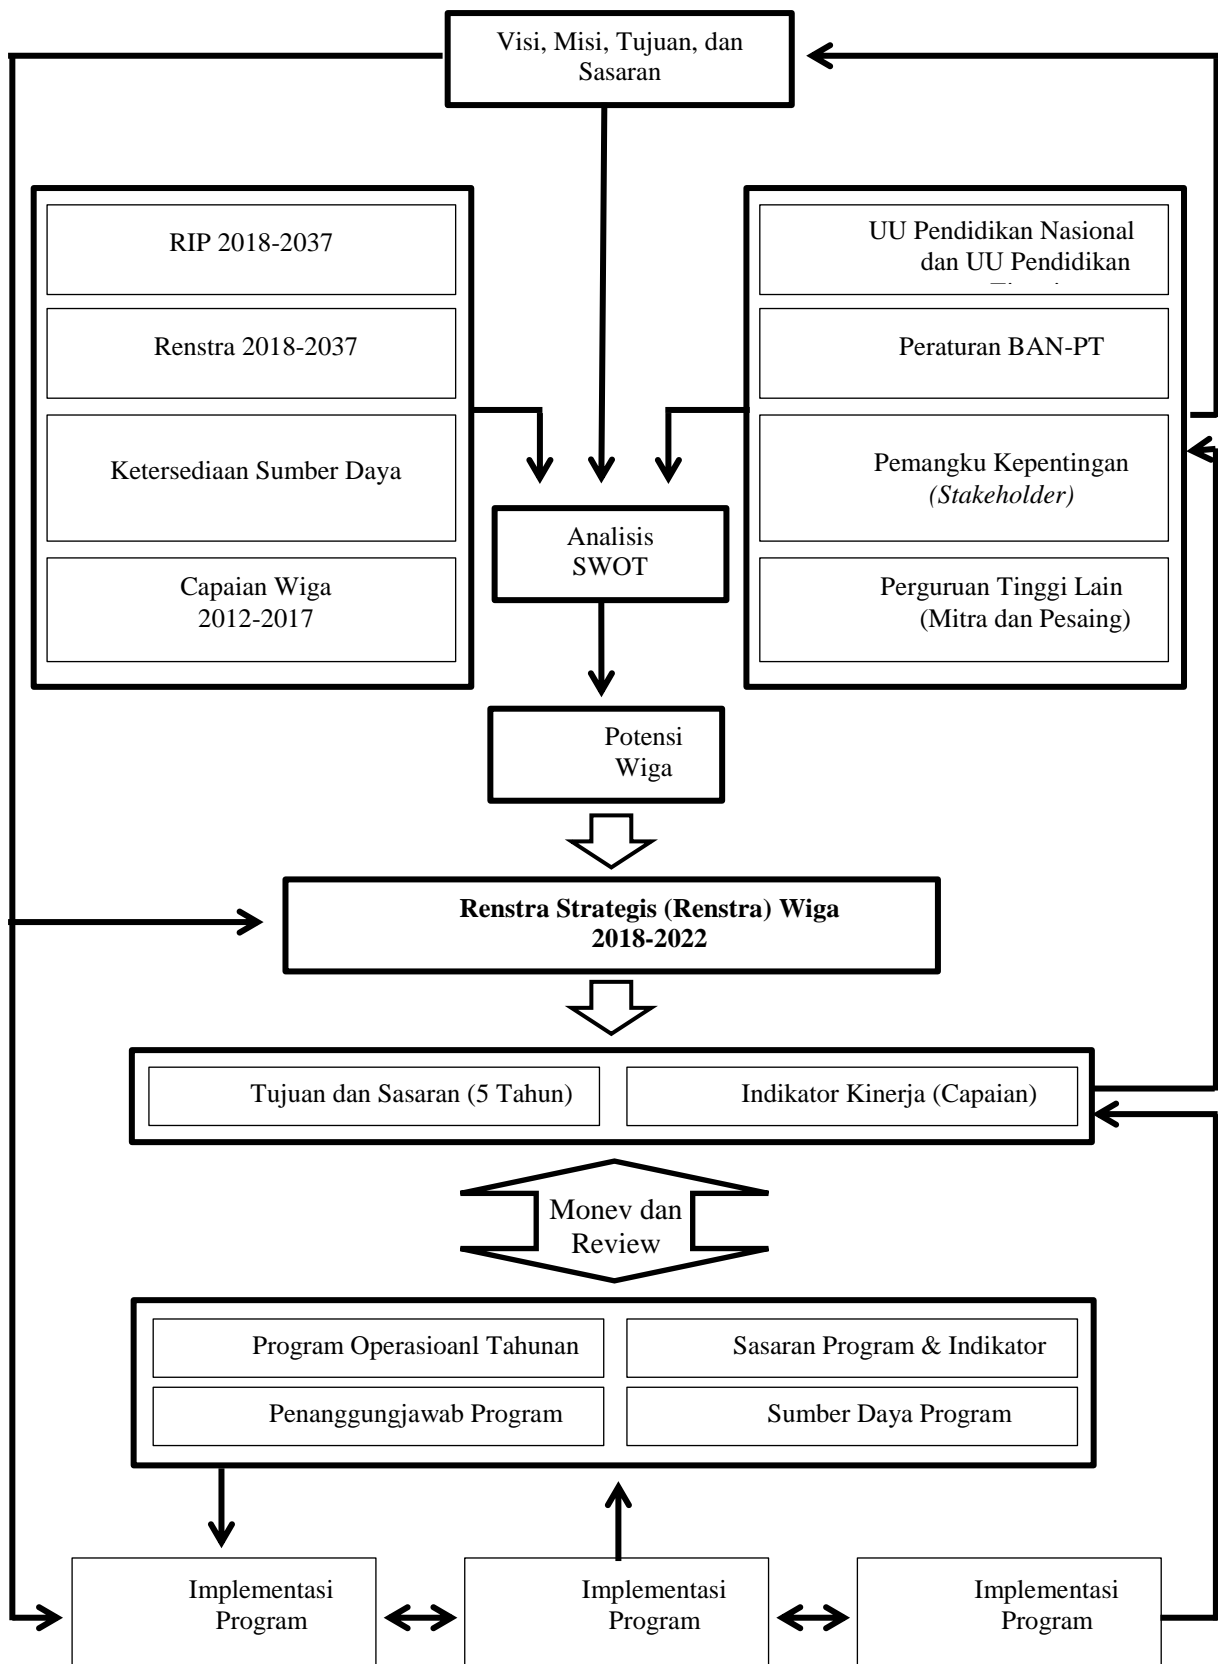 Visi, Misi, Tujuan, dan
Sasaran
RIP 2018-2037
Renstra 2018-2037
Ketersediaan Sumber Daya
Capaian Wiga
2012-2017
UU Pendidikan Nasional
dan UU Pendidikan
Peraturan BAN-PT
Pemangku Kepentingan
(Stakeholder)
Perguruan Tinggi Lain
(Mitra dan Pesaing)
Analisis
SWOT
Potensi
Wiga
Renstra Strategis (Renstra) Wiga
2018-2022
Tujuan dan Sasaran (5 Tahun)
Indikator Kinerja (Capaian)
Monev dan
Review
Program Operasioanl Tahunan
Sasaran Program & Indikator
Penanggungjawab Program
Sumber Daya Program
Implementasi
Program
Implementasi
Program
Implementasi
Program